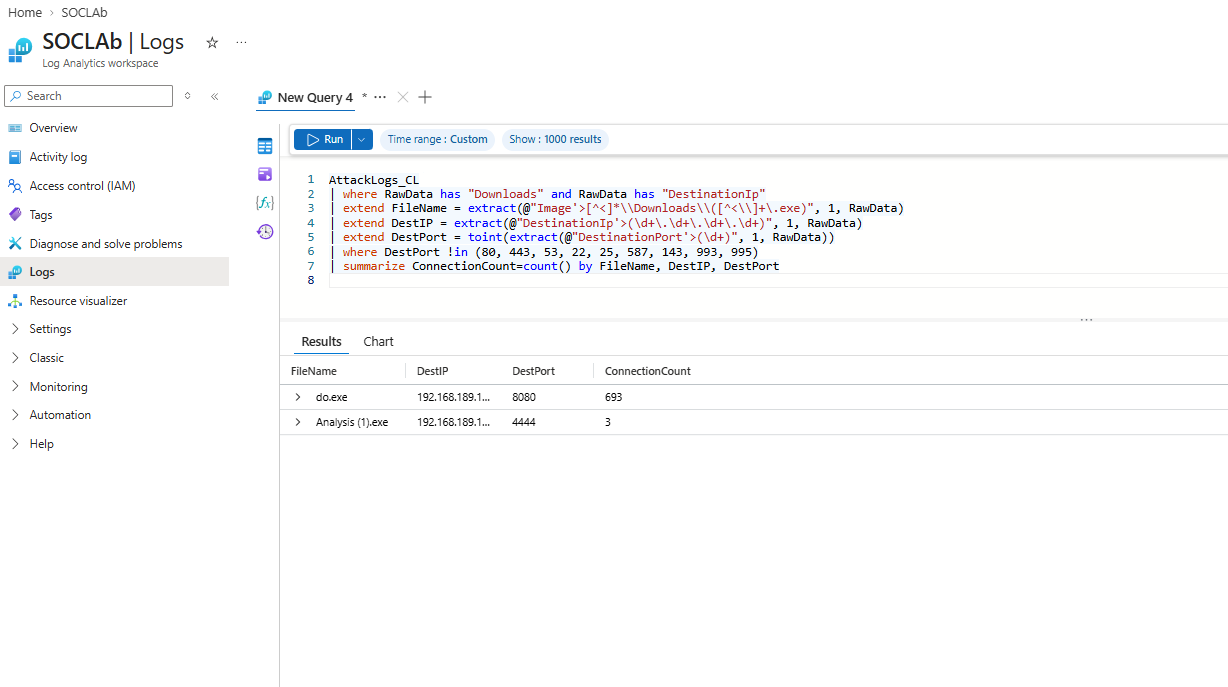 Home > SOCLAb
SOCLAb | Logs
Log Analytics workspace
Search
Overview
Activity log
Access control (IAM)
Tags
Diagnose and solve problems
Logs
Resource visualizer
Settings
Classic
Monitoring
Automation
Help
New Query 4 * ···
Run
Time range : Custom
Show : 1000 results
1 AttackLogs_CL
2 | where RawData has "Downloads" and RawData has "DestinationIp"
3 | extend FileName = extract(@"Image'>[^<]*\\Downloads\\([^<\\]+\.exe)", 1, RawData)
4 | extend DestIP = extract(@"DestinationIp'>(\d+\.\d+\.\d+\.\d+)", 1, RawData)
5 | extend DestPort = toint(extract(@"DestinationPort'>(\d+)", 1, RawData))
6 | where DestPort !in (80, 443, 53, 22, 25, 587, 143, 993, 995)
7 | summarize ConnectionCount=count() by FileName, DestIP, DestPort
8
Results Chart
FileName DestIP DestPort ConnectionCount
do.exe 192.168.189.1... 8080 693
Analysis (1).exe 192.168.189.1... 4444 3